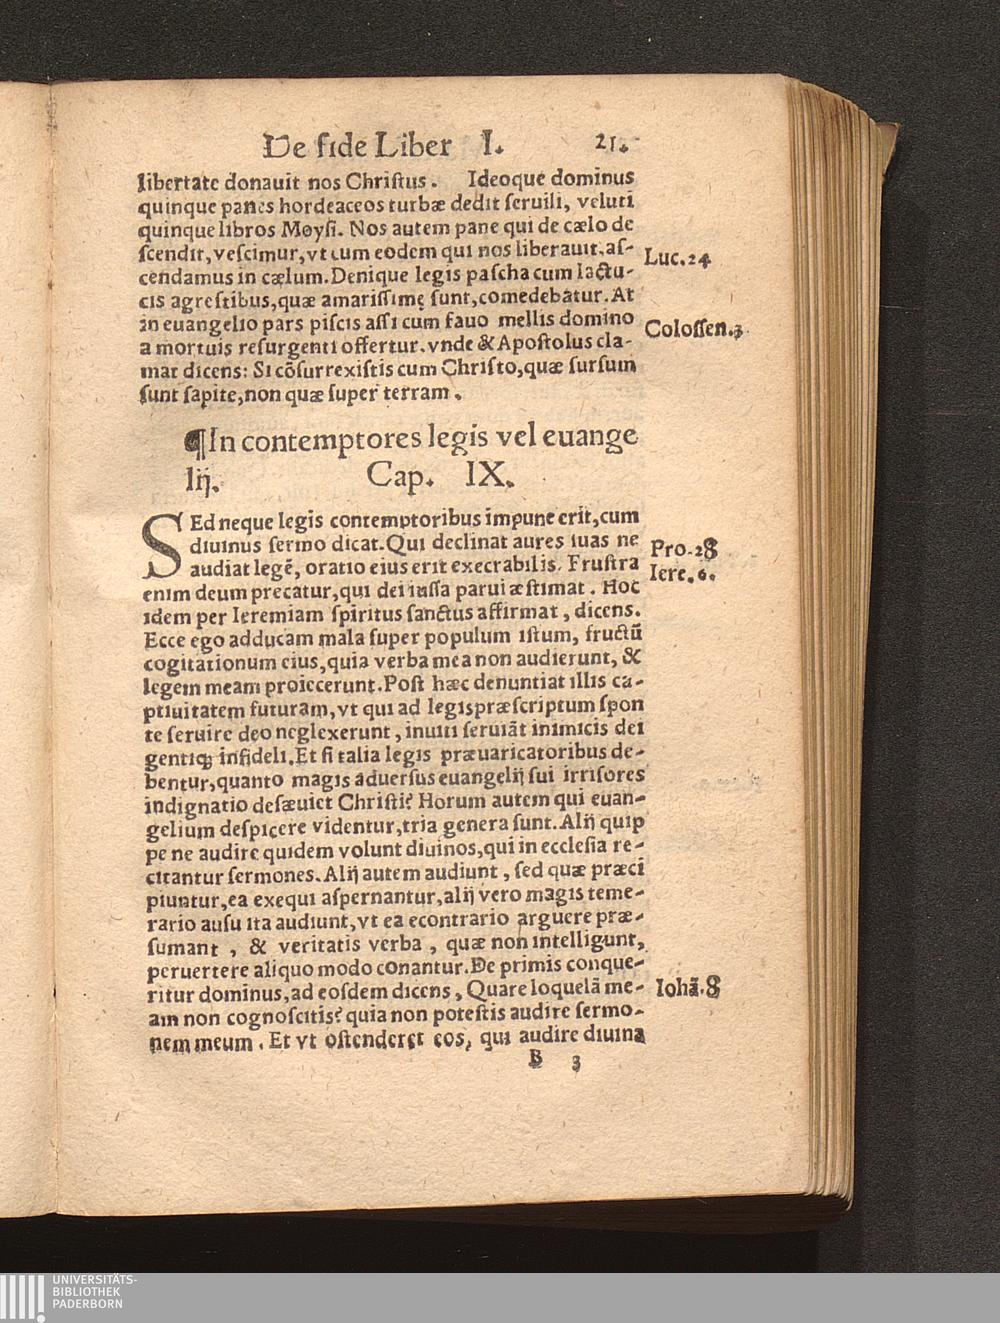 De fide Liber I. 21.
libertate donauit nos Chriſtus. Ideoque dominus
quinque panes hordeaceos turbæ dedit ſeruili, veluti
quinque libros Moyſi. Nos autem pane qui de cælo de
ſcendit, veſcimur, vt cum eodem qui nos liberauit. aſ-
Luc. 24
cendamus in cęlum. Denique legis paſcha cum lactu-
cis agreſtibus, quæ amariſſimę ſunt, comedebatur. At
in euangelio pars piſcis aſſi cum fauo mellis domino
Coloſſen. 3.
a mortuis reſurgenti offertur. vnde & Apoſtolus cla-
mat dicens: Si cõſurrexiſtis cum Chriſto, quæ ſurſum
ſunt ſapite, non quæ ſuper terram.
¶In contemptores legis vel euange
lij. Cap. IX.
SEd neque legis contemptoribus impune erit, cum
diuinus ſermo dicat. Qui declinat aures ſuas ne
Pro. 28
audiat legẽ, oratio eius erit execrabilis. Fruſtra
Iere. 6.
enim deum precatur, qui dei iuſſa parui æſtimat. Hoc
idem per Ieremiam ſpiritus ſanctus affirmat, dicens.
Ecce ego adducam mala ſuper populum iſtum, fructũ
cogitationum eius, quia verba mea non audierunt, &
legem meam proiecerunt. Poſt hæc denuntiat illis ca-
ptiuitatem futuram, vt qui ad legis præſcriptum ſpon
te ſeruire deo neglexerunt, inuiti ſeruiãt inimicis dei
gentiqꝫ infideli. Et ſi talia legis præuaricatoribus de-
bentur, quanto magis aduerſus euangelij ſui irriſores
indignatio deſæuiet Chriſti? Horum autem qui euan-
gelium deſpicere videntur, tria genera ſunt. Alij quip
pe ne audire quidem volunt diuinos, qui in eccleſia re-
citantur ſermones. Alij autem audiunt, ſed quæ præci
piuntur, ea exequi aſpernantur, alij vero magis teme-
rario auſu ita audiunt, vt ea econtrario arguere præ-
ſumant, & veritatis verba, quæ non intelligunt,
peruertere aliquo modo conantur. De primis conque-
ritur dominus, ad eoſdem dicens, Quare loquelã me-
Iohã. 8
am non cognoſcitis? quia non poteſtis audire ſermo-
nem meum. Et vt oſtenderet eos, qui audire diuina
B 3
UNIVERSITÄTS-
BIBLIOTHEK
PADERBORN